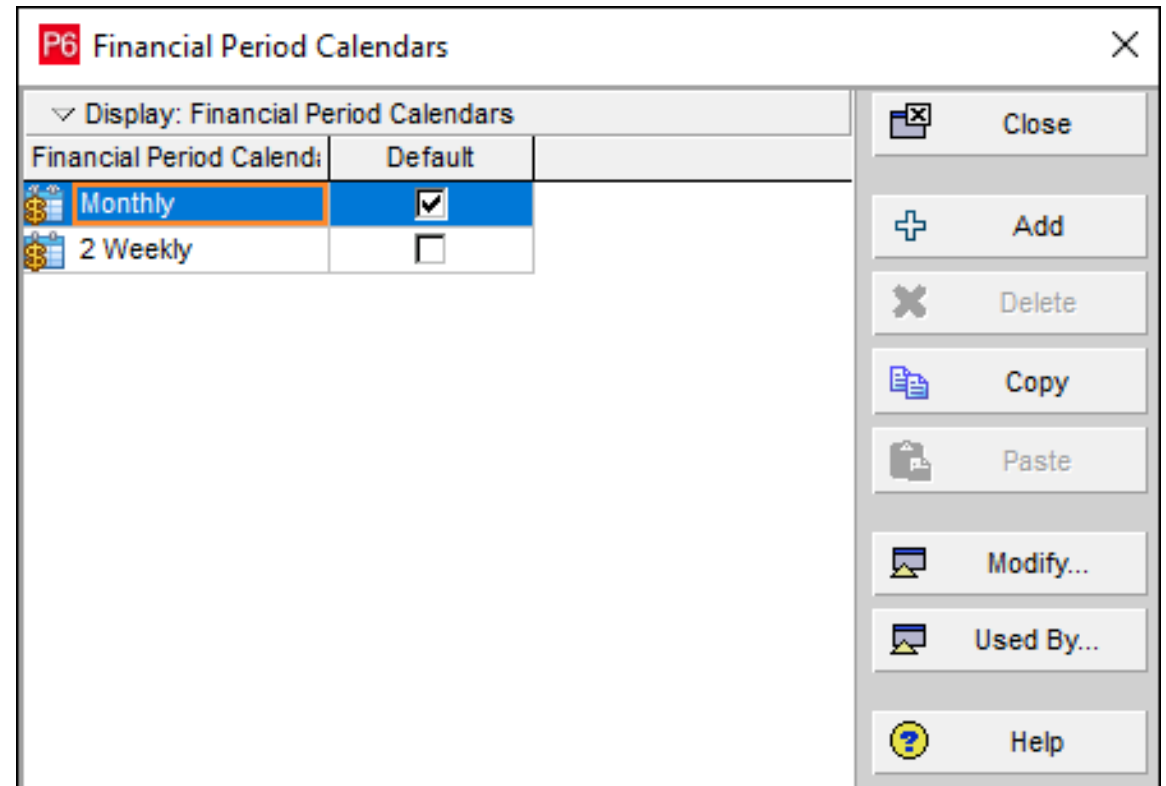 P6 Financial Period Calendars
Display: Financial Period Calendars
Financial Period Calenda Default
Monthly
2 Weekly
Close
Add
Delete
Copy
Paste
Modify...
Used By...
Help